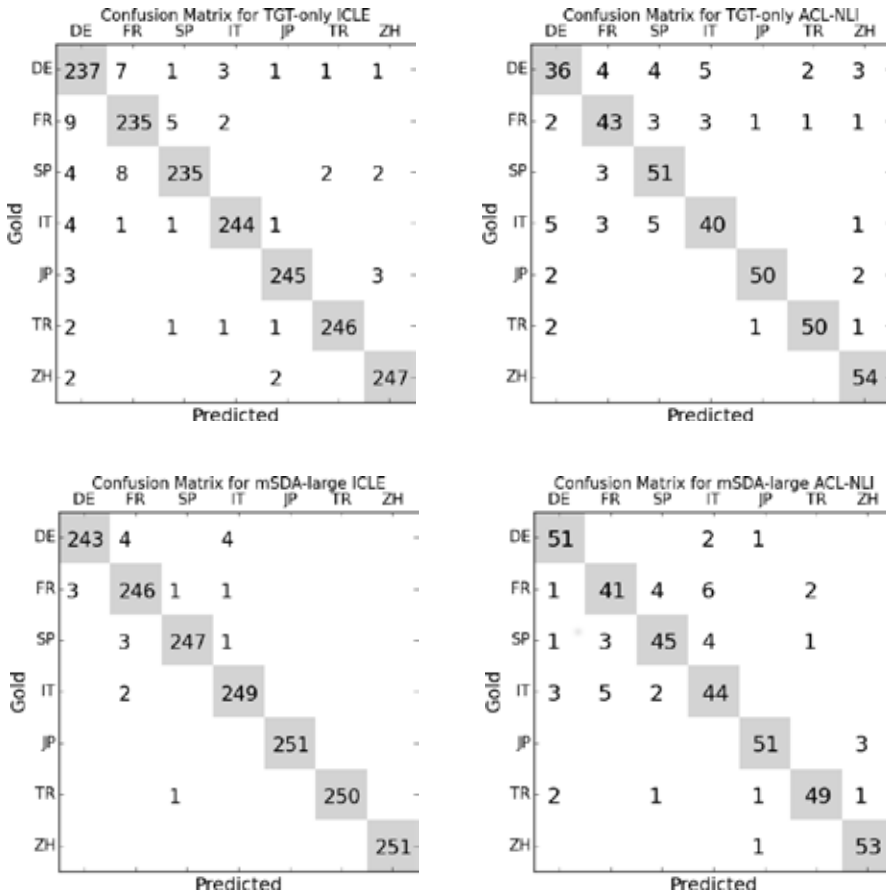 Confusion Matrix for TGT-only ICLE
DE FR SP IT JP TR ZH
DE 237 7 1 3 1 1 1
FR 9 235 5 2
SP 4 8 235 2 2
IT 4 1 1 244 1
JP 3 245 3
TR 2 1 1 1 246
ZH 2 2 247
Gold
Predicted
Confusion Matrix for TGT-only ACL-NLI
DE FR SP IT JP TR ZH
DE 36 4 4 5 2 3
FR 2 43 3 3 1 1 1
SP 3 51
IT 5 3 5 40 1
JP 2 50 2
TR 2 1 50 1
ZH 54
Gold
Predicted
Confusion Matrix for mSDA-large ICLE
DE FR SP IT JP TR ZH
DE 243 4 4
FR 3 246 1 1
SP 3 247 1
IT 2 249
JP 251
TR 1 250
ZH 251
Gold
Predicted
Confusion Matrix for mSDA-large ACL-NLI
DE FR SP IT JP TR ZH
DE 51 2 1
FR 1 41 4 6 2
SP 1 3 45 4 1
IT 3 5 2 44
JP 51 3
TR 2 1 1 49 1
ZH 1 53
Gold
Predicted